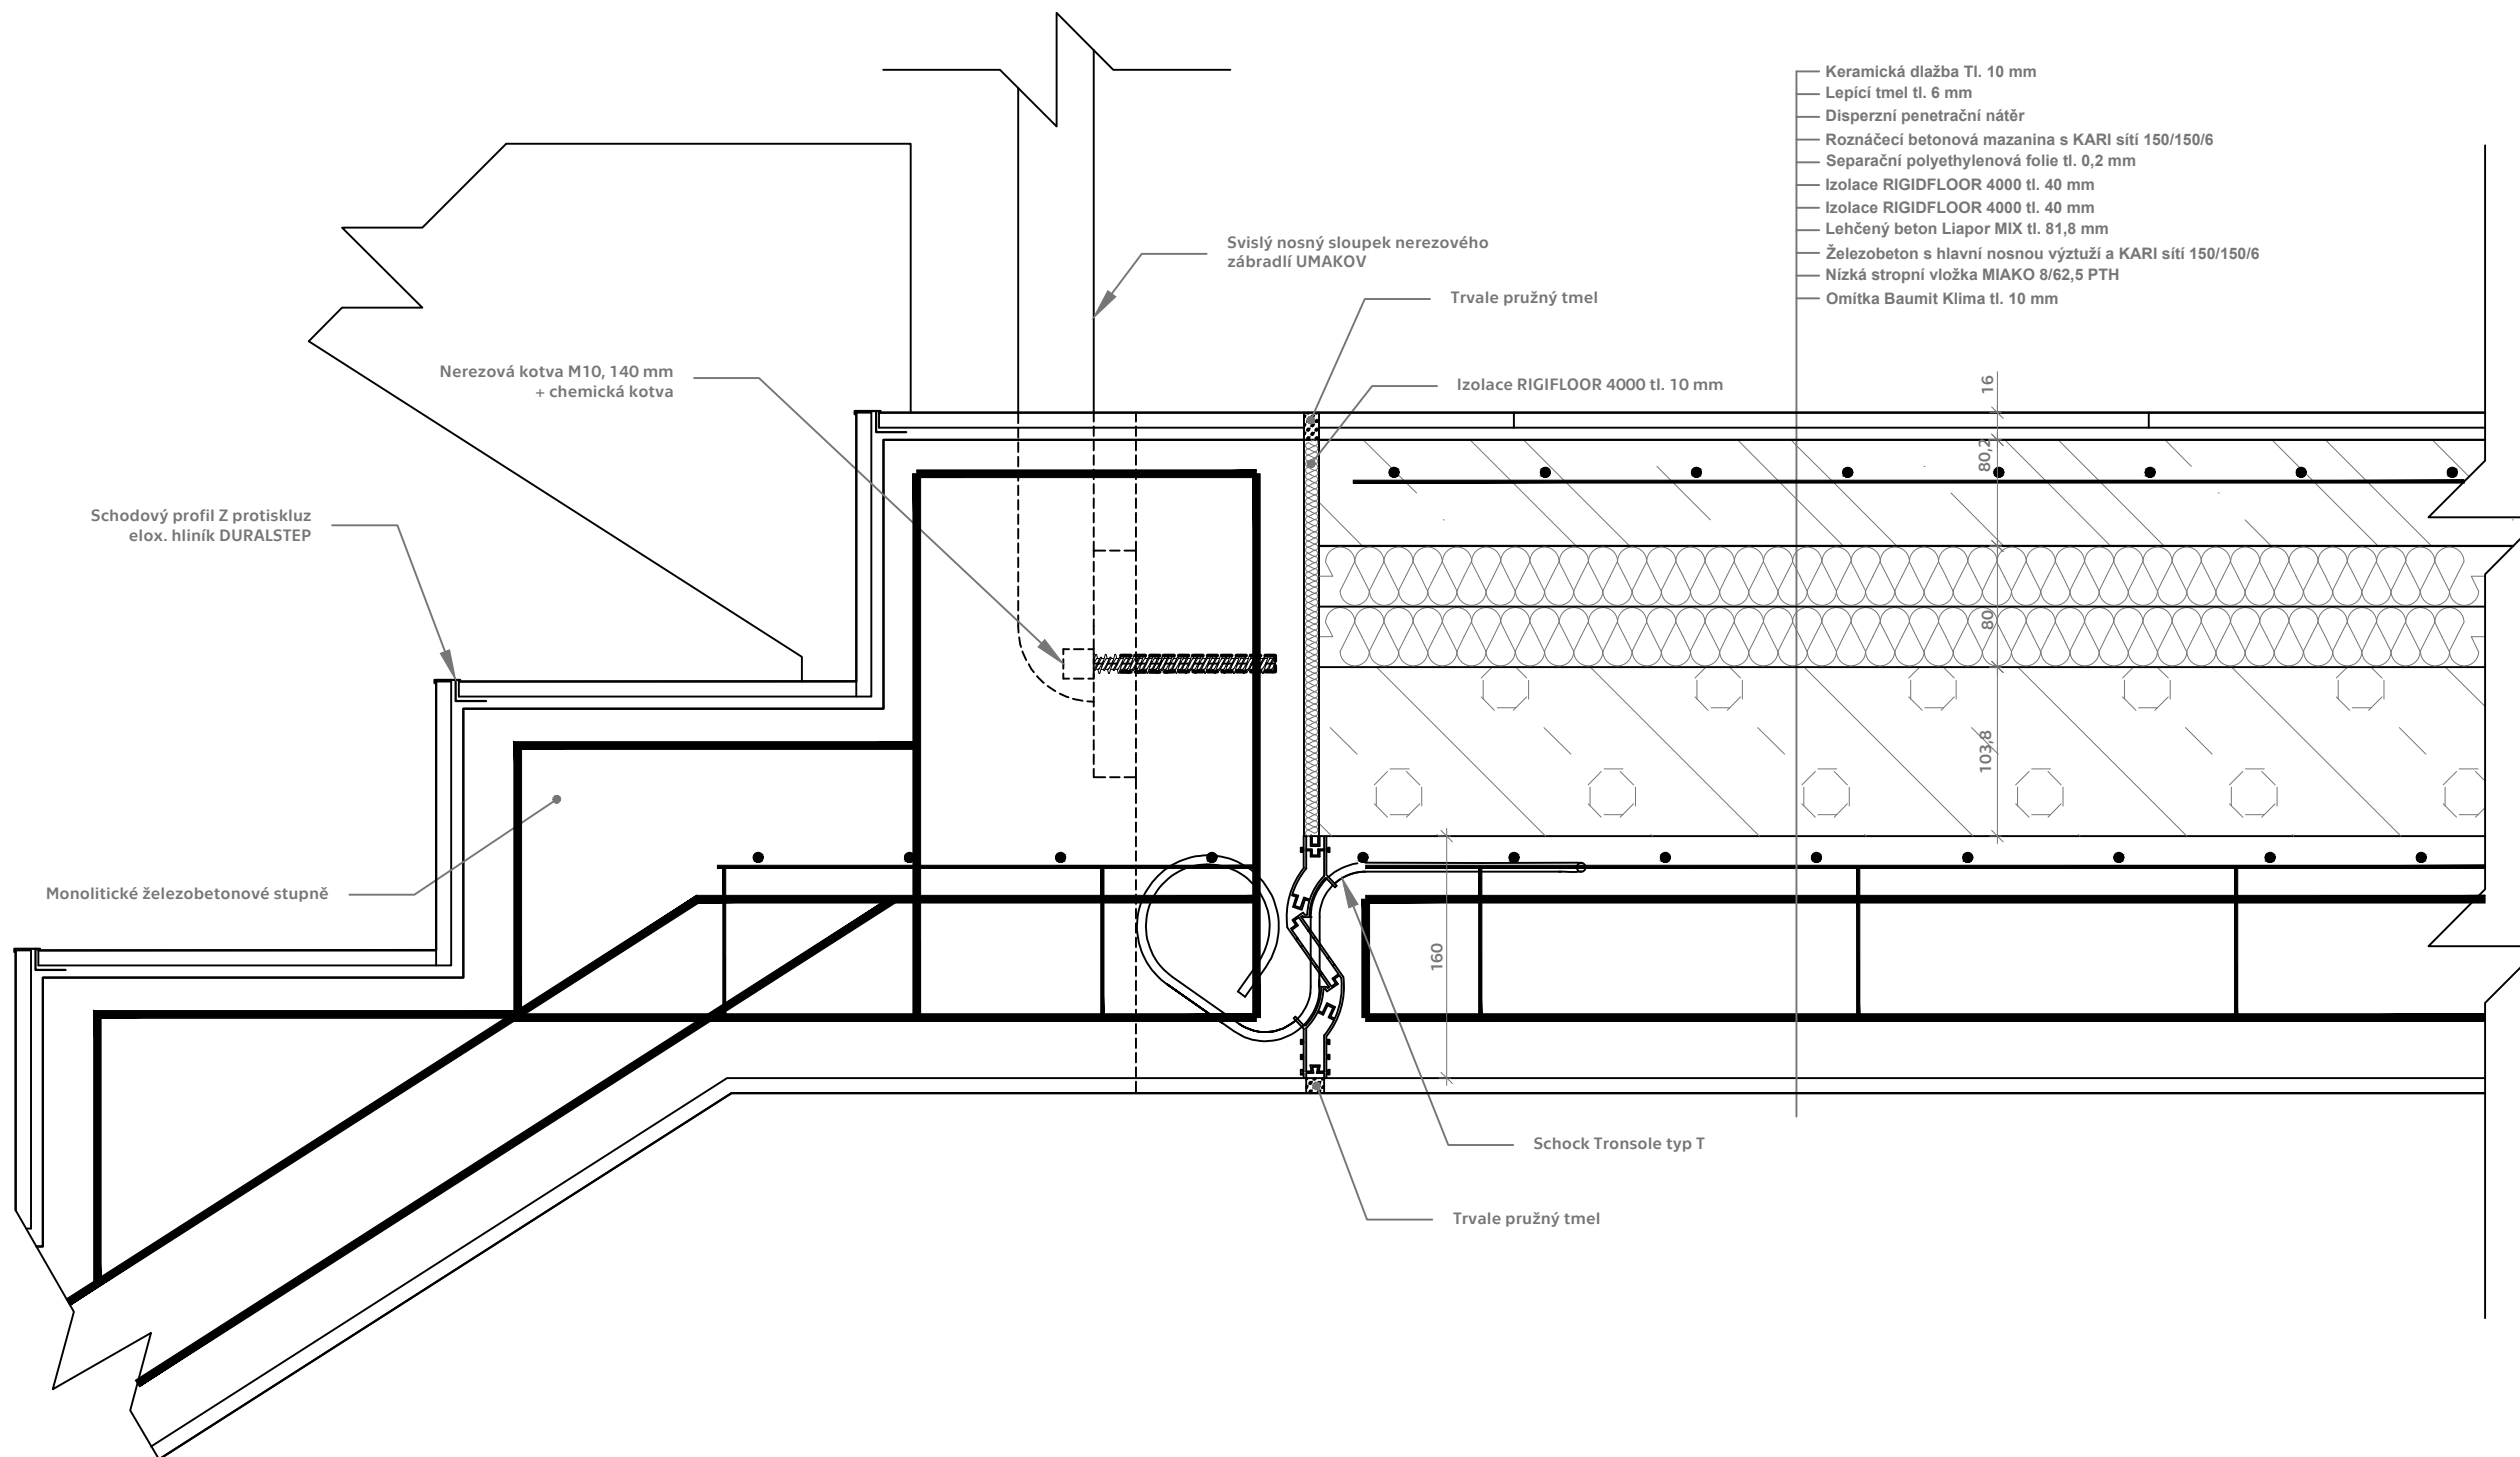 Keramická dlažba Tl. 10 mm
Lepící tmel tl. 6 mm
Disperzní penetrační nátěr
Roznáčecí betonová mazanina s KARI sítí 150/150/6
Separační polyethylenová folie tl. 0,2 mm
Izolace RIGIDFLOOR 4000 tl. 40 mm
Izolace RIGIDFLOOR 4000 tl. 40 mm
Lehčený beton Liapor MIX tl. 81,8 mm
Železobeton s hlavní nosnou výztuží a KARI sítí 150/150/6
Nízká stropní vložka MIAKO 8/62,5 PTH
Omítka Baumit Klima tl. 10 mm
Svislý nosný sloupek nerezového
zábradlí UMAKOV
Trvale pružný tmel
Nerezová kotva M10, 140 mm
+ chemická kotva
Izolace RIGIFLOOR 4000 tl. 10 mm
16
80,2
Schodový profil Z protiskluz
elox. hliník DURALSTEP
80
103,8
Monolitické železobetonové stupně
160
Schock Tronsole typ T
Trvale pružný tmel